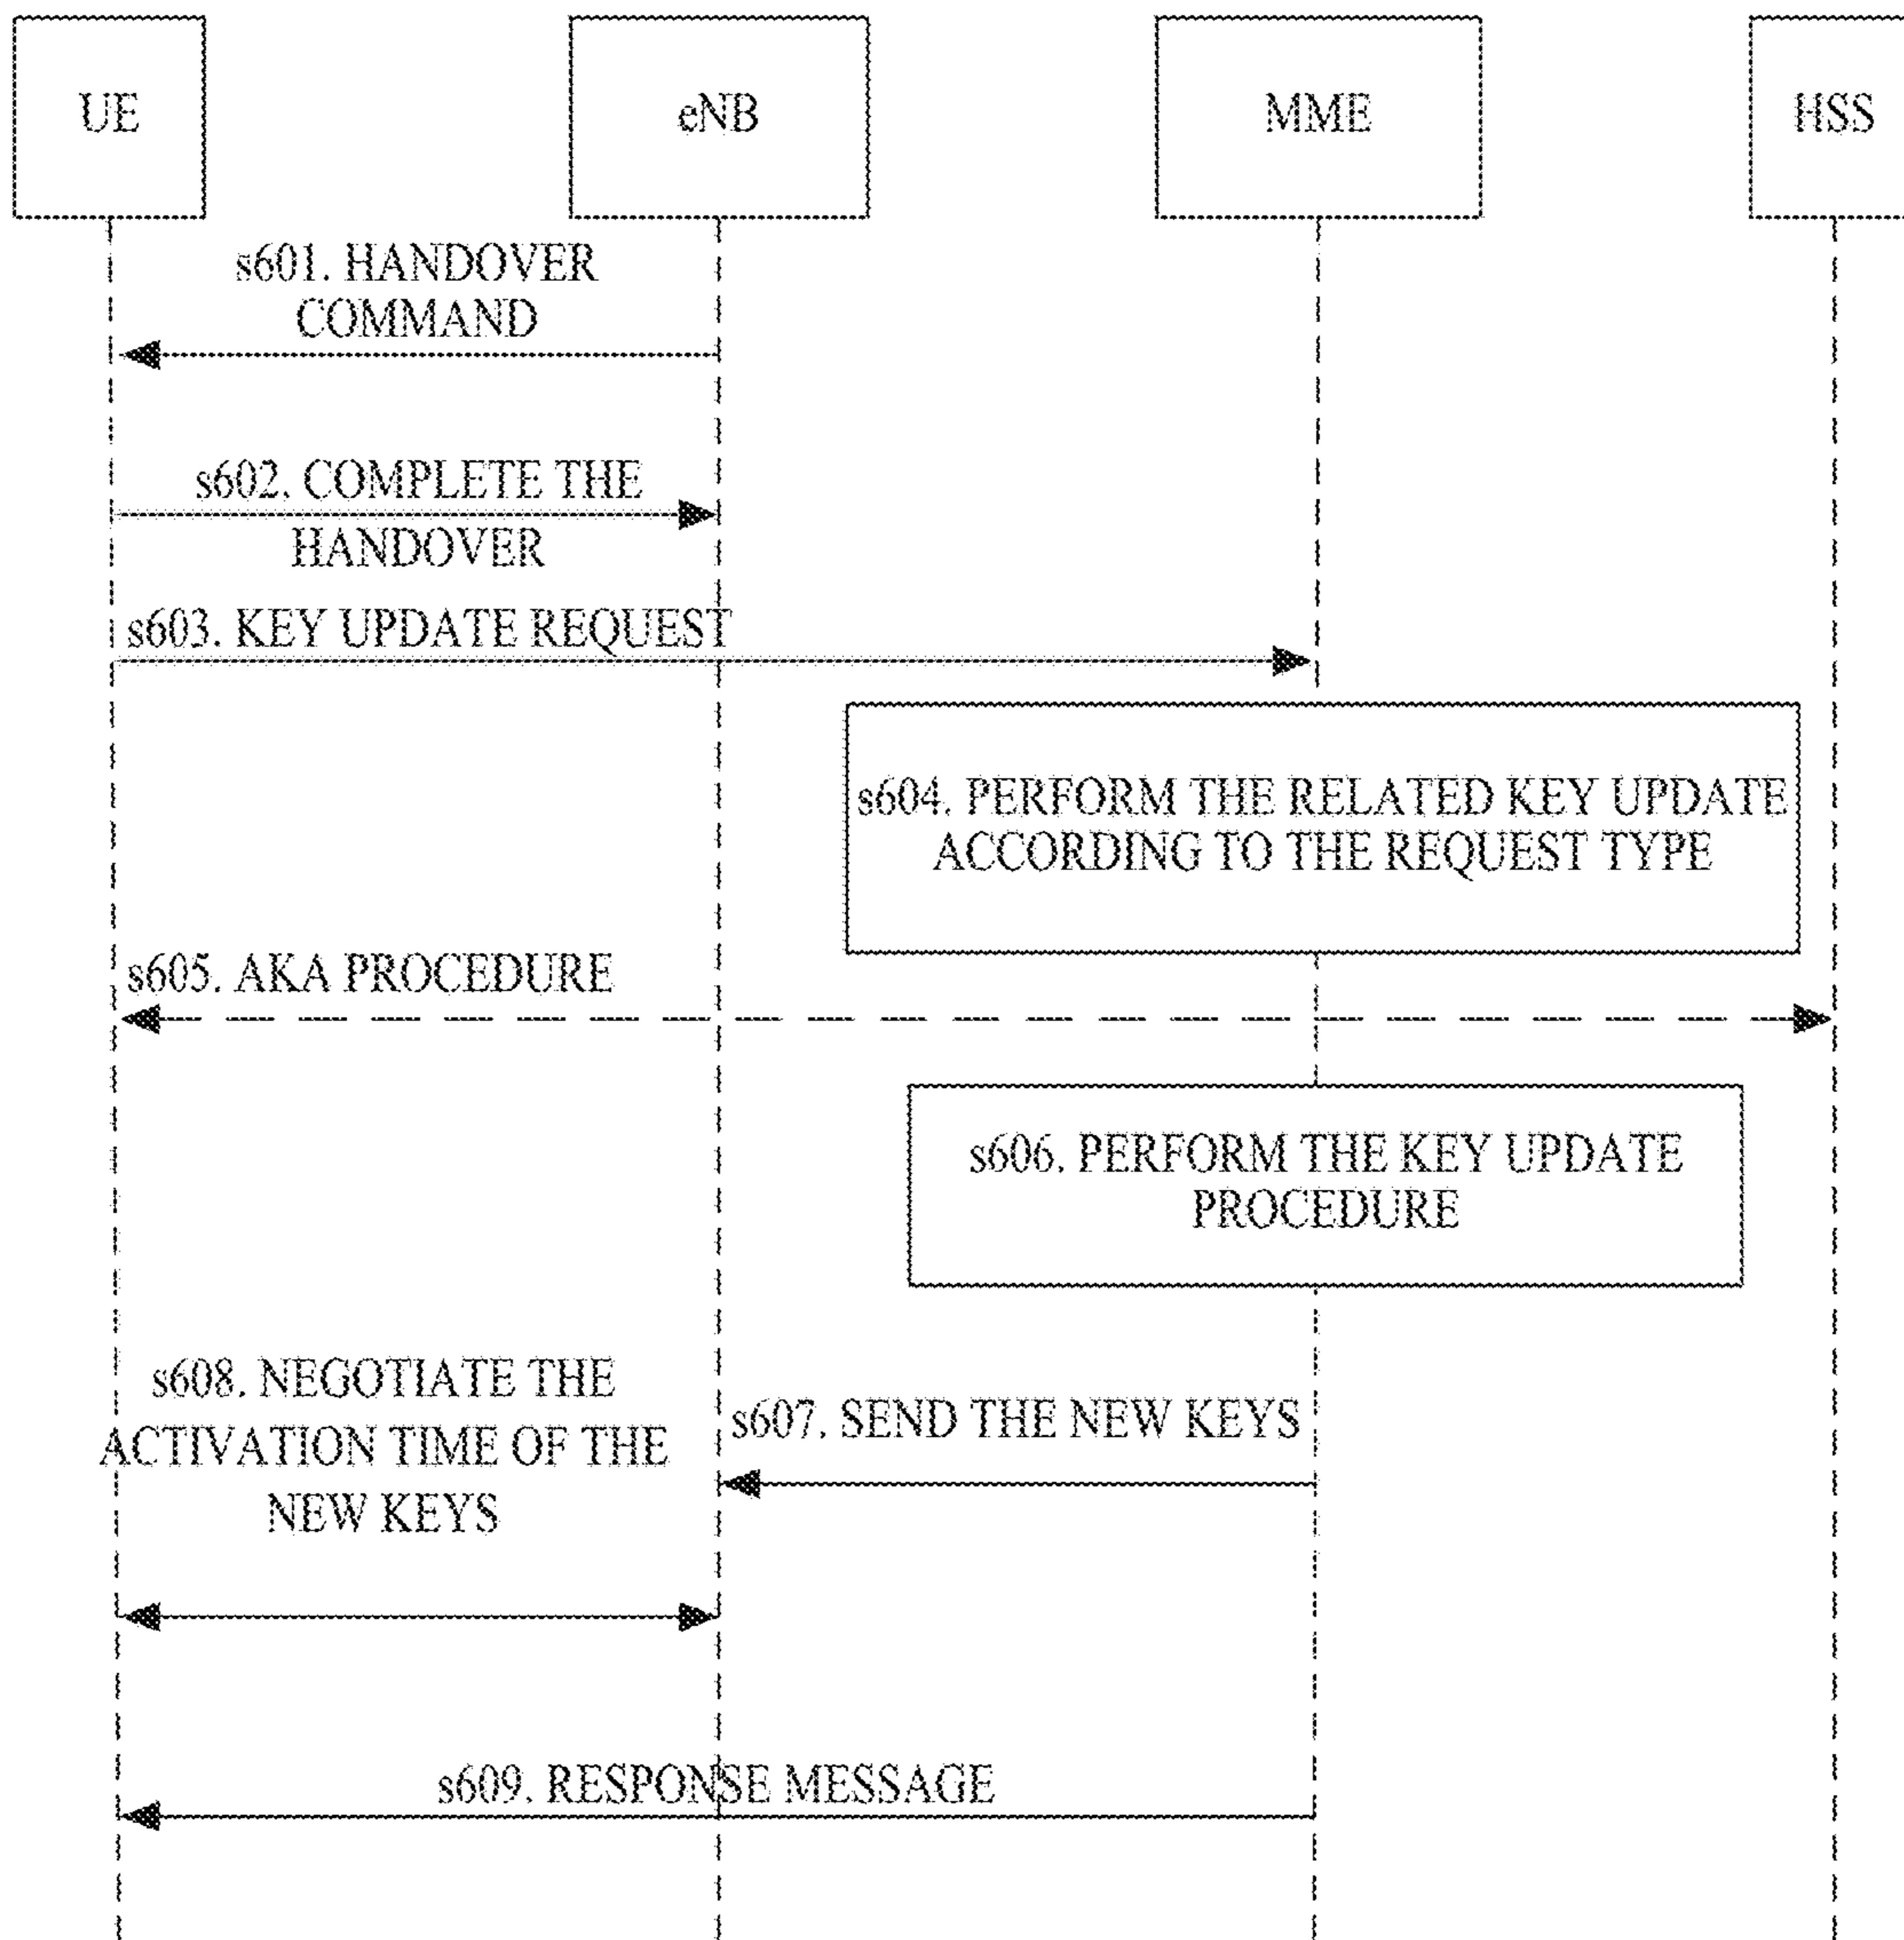 UE
eNB
MME
HSS
s601. HANDOVER
COMMAND
s602. COMPLETE THE
HANDOVER
s603. KEY UPDATE REQUEST
s604. PERFORM THE RELATED KEY UPDATE
ACCORDING TO THE REQUEST TYPE
s605. AKA PROCEDURE
s606. PERFORM THE KEY UPDATE
PROCEDURE
s608. NEGOTIATE THE
ACTIVATION TIME OF THE
NEW KEYS
s607. SEND THE NEW KEYS
s609. RESPONSE MESSAGE